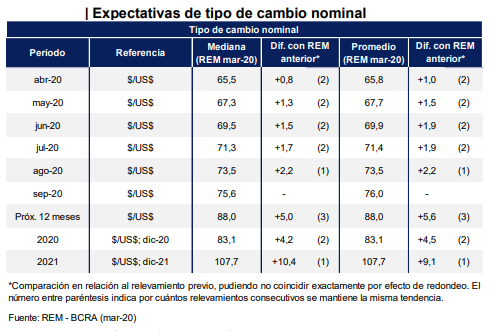 | Expectativas de tipo de cambio nominal
Tipo de cambio nominal
Período Referencia Mediana (REM mar-20) Dif. con REM anterior* Promedio (REM mar-20) Dif. con REM anterior*
abr-20 $/US$ 65,5 +0,8 (2) 65,8 +1,0 (2)
may-20 $/US$ 67,3 +1,3 (2) 67,7 +1,5 (2)
jun-20 $/US$ 69,5 +1,5 (2) 69,9 +1,9 (2)
jul-20 $/US$ 71,3 +1,7 (2) 71,4 +1,9 (2)
ago-20 $/US$ 73,5 +2,2 (1) 73,5 +2,2 (1)
sep-20 $/US$ 75,6 - 76,0 -
Próx. 12 meses $/US$ 88,0 +5,0 (3) 88,0 +5,6 (3)
2020 $/US$; dic-20 83,1 +4,2 (2) 83,1 +4,5 (2)
2021 $/US$; dic-21 107,7 +10,4 (1) 107,7 +9,1 (1)
*Comparación en relación al relevamiento previo, pudiendo no coincidir exactamente por efecto de redondeo. El
número entre paréntesis indica por cuántos relevamientos consecutivos se mantiene la misma tendencia.
Fuente: REM - BCRA (mar-20)